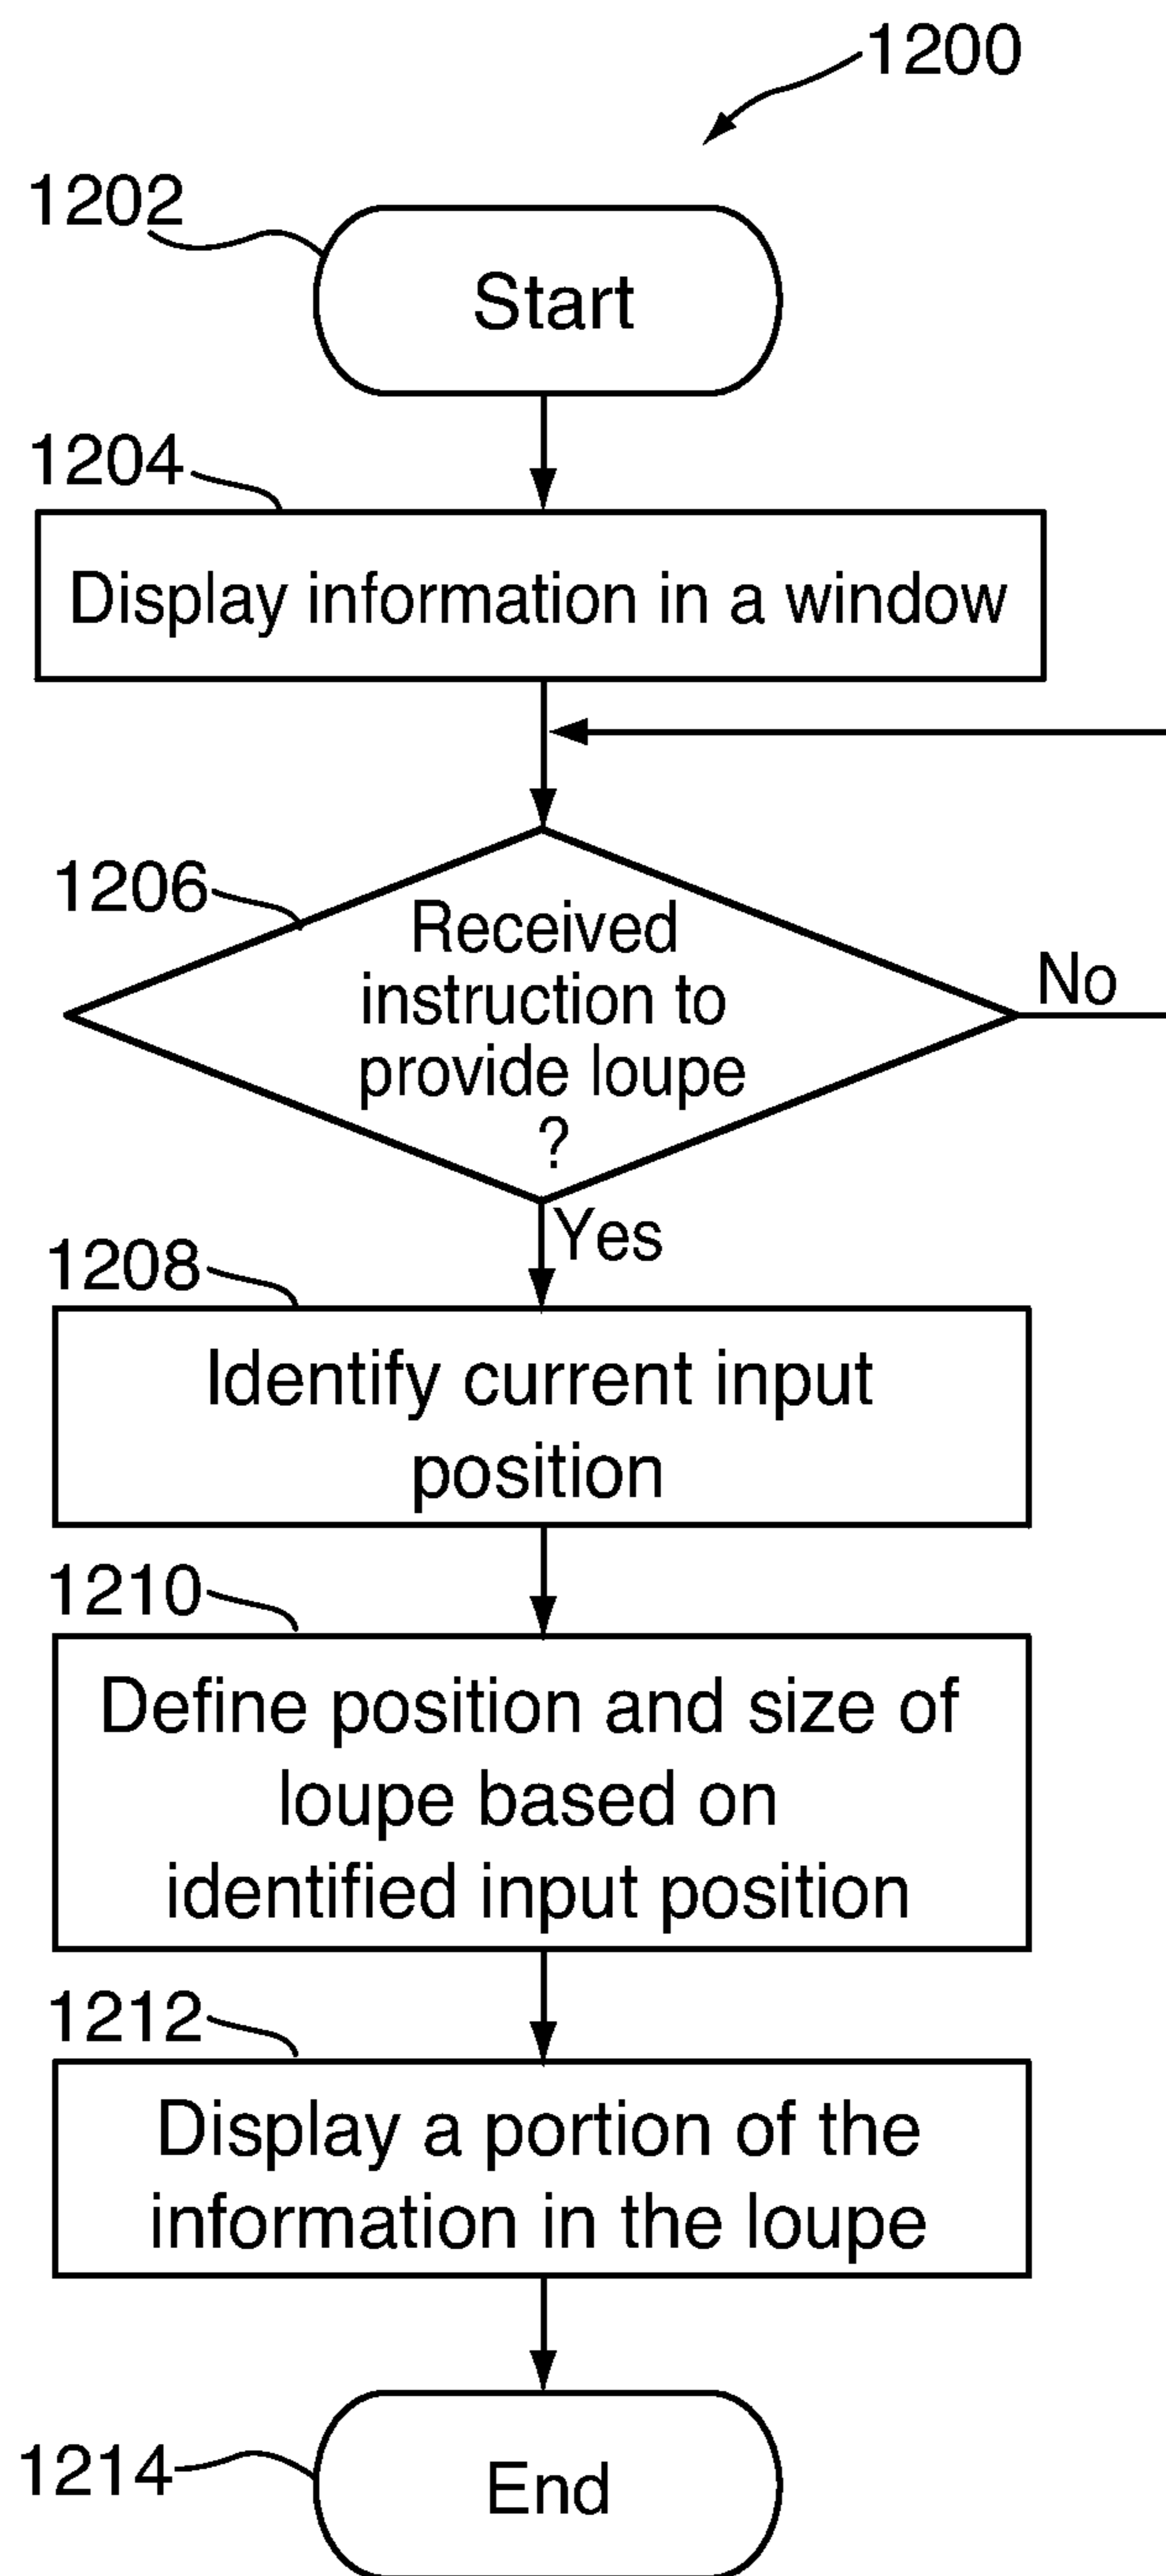 1200
1202
Start
1204
Display information in a window
1206
Received
instruction to
provide loupe
?
No
Yes
1208
Identify current input
position
1210
Define position and size of
loupe based on
identified input position
1212
Display a portion of the
information in the loupe
1214
End